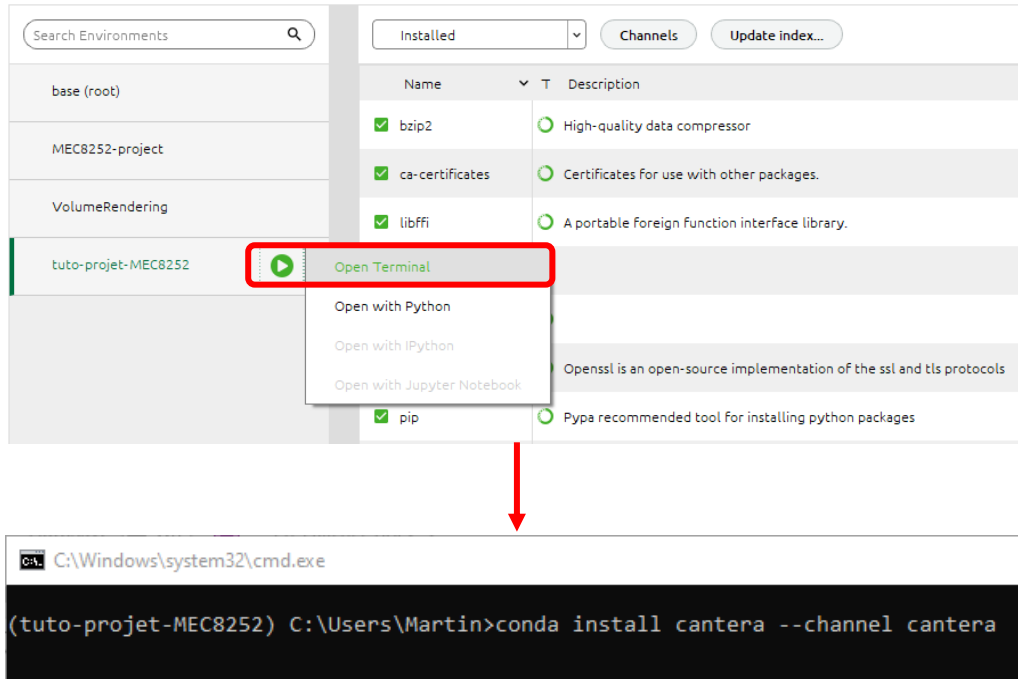 Search Environments
Installed
Channels
Update index...
base (root)
MEC8252-project
VolumeRendering
tuto-projet-MEC8252
Name T Description
bzip2 High-quality data compressor
ca-certificates Certificates for use with other packages.
libffi A portable foreign function interface library.
Open Terminal
Open with Python
Open with IPython
Open with Jupyter Notebook
Openssl is an open-source implementation of the ssl and tls protocols
pip Pypa recommended tool for installing python packages
C:\Windows\system32\cmd.exe
(tuto-projet-MEC8252) C:\Users\Martin>conda install cantera --channel cantera